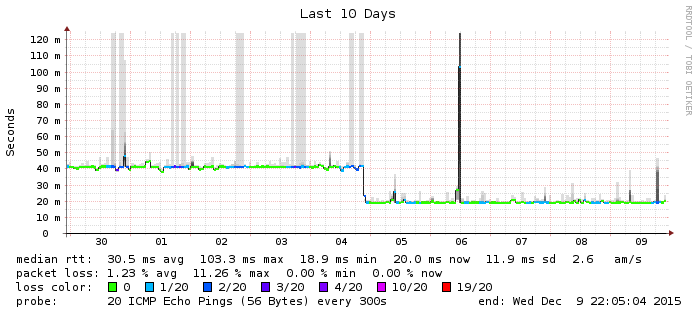 Last 10 Days
RRDTOOL / TOBI OETIKER
Seconds
120 m
110 m
100 m
90 m
80 m
70 m
60 m
50 m
40 m
30 m
20 m
10 m
0
30 01 02 03 04 05 06 07 08 09
median rtt: 30.5 ms avg 103.3 ms max 18.9 ms min 20.0 ms now 11.9 ms sd 2.6 am/s
packet loss: 1.23 % avg 11.26 % max 0.00 % min 0.00 % now
loss color: 0 1/20 2/20 3/20 4/20 10/20 19/20
probe: 20 ICMP Echo Pings (56 Bytes) every 300s end: Wed Dec 9 22:05:04 2015